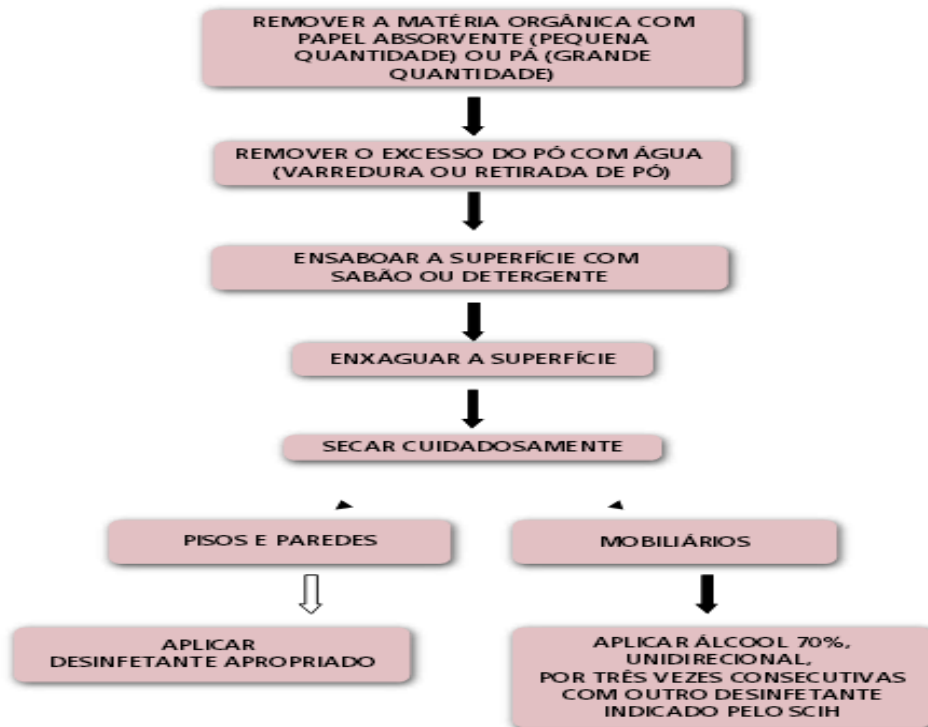 REMOVER A MATÉRIA ORGÂNICA COM
PAPEL ABSORVENTE (PEQUENA
QUANTIDADE) OU PÁ (GRANDE
QUANTIDADE)
REMOVER O EXCESSO DO PÓ COM ÁGUA
(VARREDURA OU RETIRADA DE PÓ)
ENSABOAR A SUPERFÍCIE COM
SABÃO OU DETERGENTE
ENXAGUAR A SUPERFÍCIE
SECAR CUIDADOSAMENTE
PISOS E PAREDES
MOBILIÁRIOS
APLICAR
DESINFETANTE APROPRIADO
APLICAR ÁLCOOL 70%,
UNIDIRECIONAL,
POR TRÊS VEZES CONSECUTIVAS
COM OUTRO DESINFETANTE
INDICADO PELO SCIH